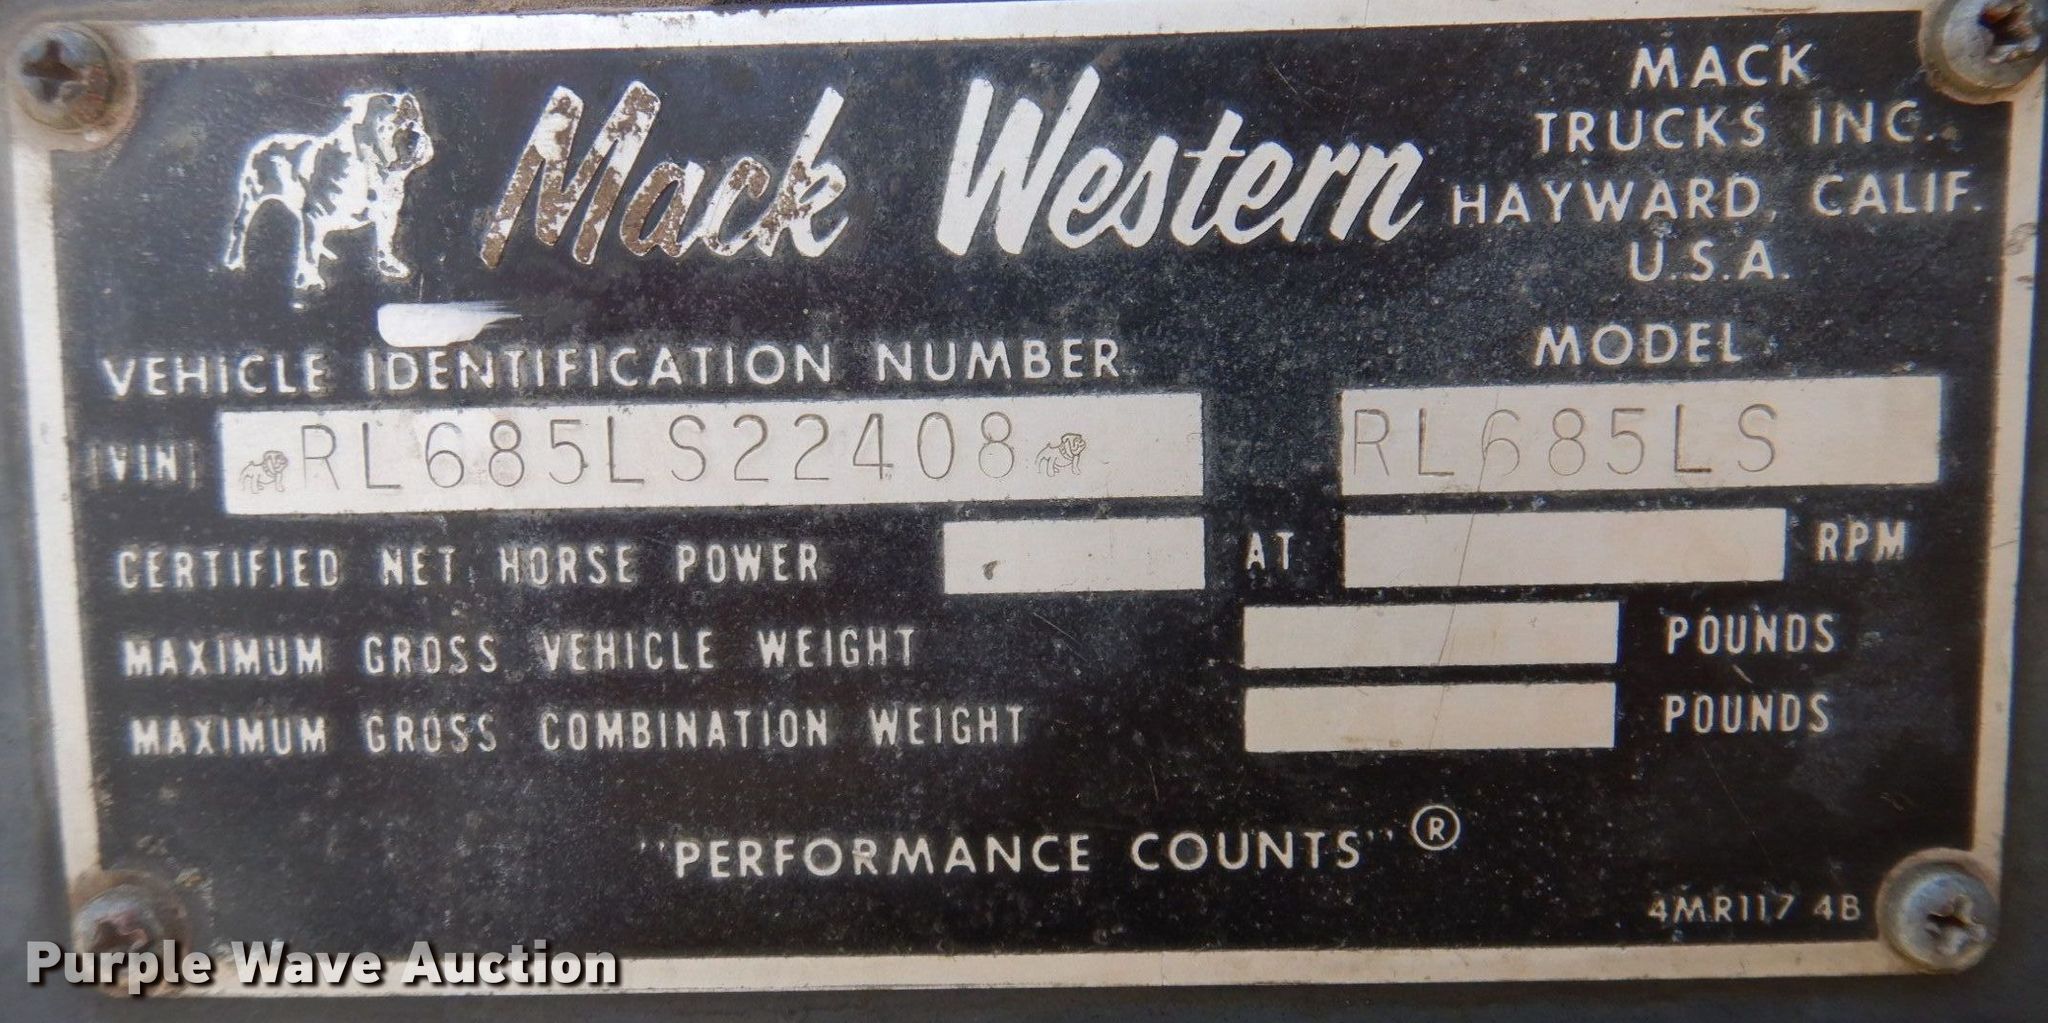 Mack Western
MACK
TRUCKS INC.
HAYWARD, CALIF.
U.S.A.
VEHICLE IDENTIFICATION NUMBER
MODEL
(VIN) RL685LS22408
RL685LS
CERTIFIED NET HORSE POWER AT RPM
MAXIMUM GROSS VEHICLE WEIGHT POUNDS
MAXIMUM GROSS COMBINATION WEIGHT POUNDS
"PERFORMANCE COUNTS" ®
4MR117 4B
Purple Wave Auction